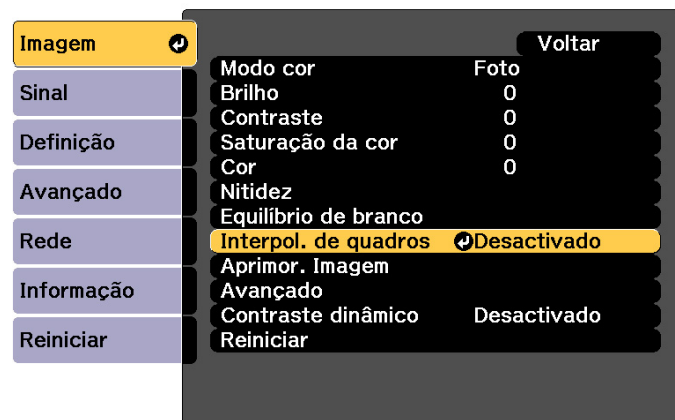 Imagem
Sinal
Definição
Avançado
Rede
Informação
Reiniciar
Voltar
Modo cor Foto
Brilho 0
Contraste 0
Saturação da cor 0
Cor 0
Nitidez
Equilíbrio de branco
Interpol. de quadros Desactivado
Aprimor. Imagem
Avançado
Contraste dinâmico Desactivado
Reiniciar